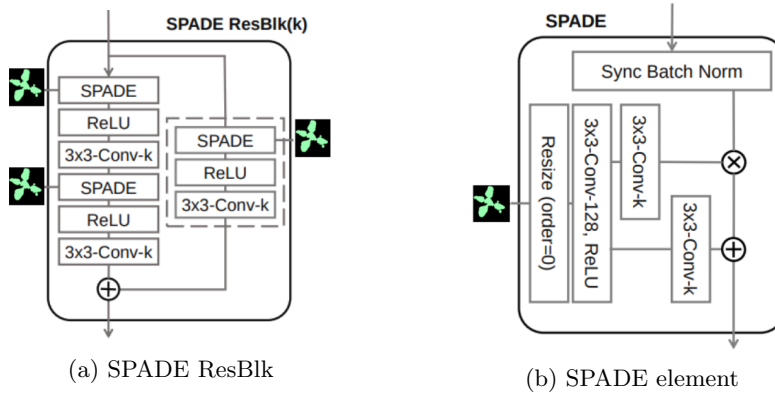 SPADE ResBlk(k)
SPADE
ReLU
3x3-Conv-k
SPADE
ReLU
3x3-Conv-k
SPADE
ReLU
3x3-Conv-k
(a) SPADE ResBlk
SPADE
Sync Batch Norm
Resize (order=0)
3x3-Conv-128, ReLU
3x3-Conv-k
3x3-Conv-k
(b) SPADE element